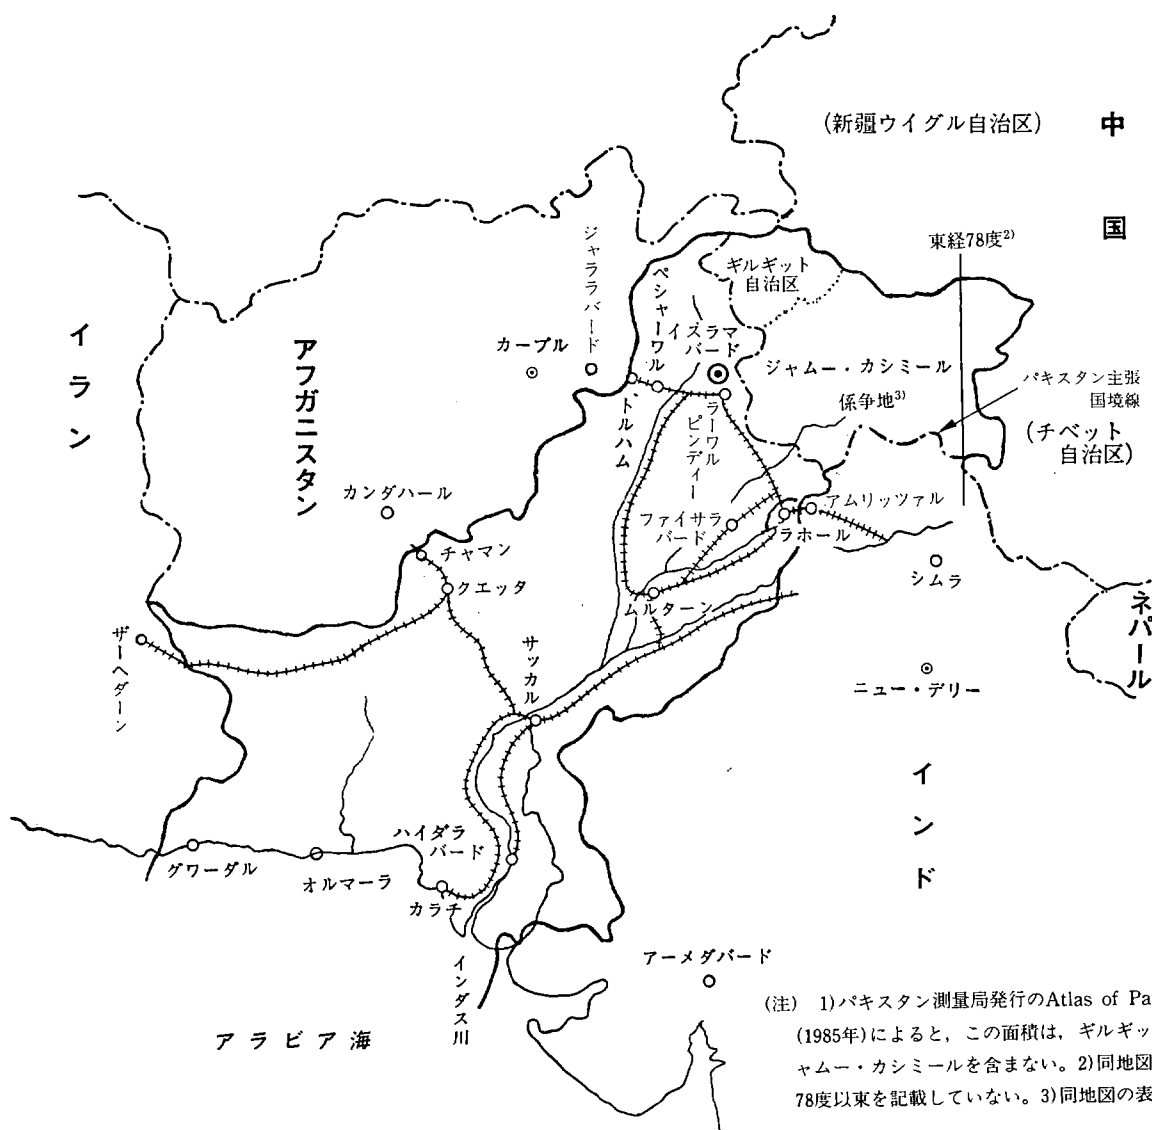 (新疆ウイグル自治区)
中国
東経78度2)
ジャララバード
ペシャーワル
ギルギット
自治区
イラン
アフガニスタン
カーブル
イスラマ
バード
ジャムー・カシミール
パキスタン主張
国境線
係争地3)
(チベット
自治区)
トルハム
ラーワル
ピンディー
カンダハール
アムリッツァル
ファイサラ
バード
ラホール
チャマン
クエッタ
シムラ
ムルターン
ネパール
ザーヘダーン
サッカル
ニュー・デリー
インド
ハイダラ
バード
グワーダル
オルマーラ
カラチ
インダス川
アーメダバード
アラビア海
(注) 1)パキスタン測量局発行のAtlas of Pa
(1985年)によると，この面積は，ギルギッ
ャムー・カシミールを含まない。2)同地図
78度以東を記載していない。3)同地図の表